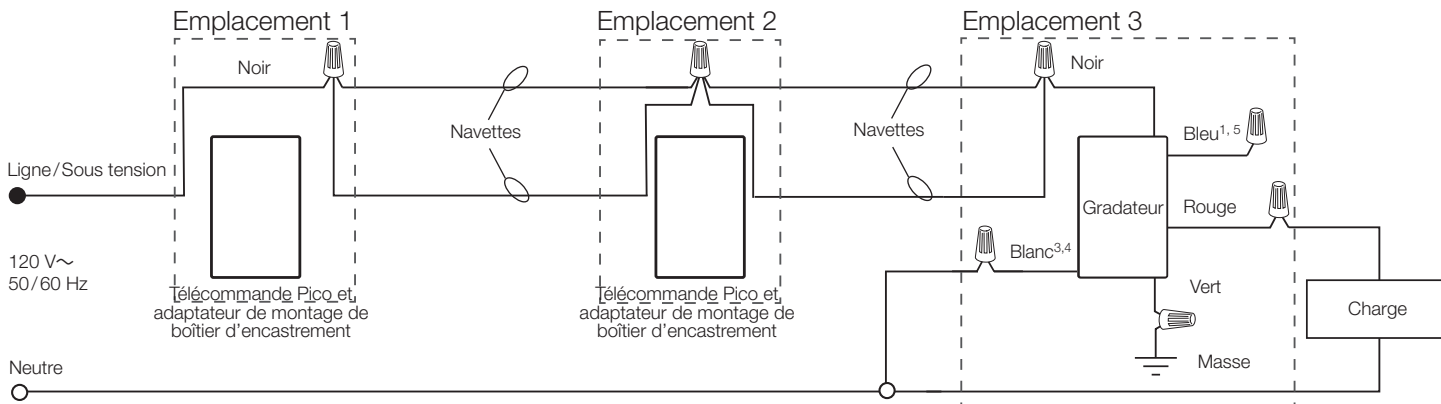 Emplacement 1
Emplacement 2
Emplacement 3
Noir
Noir
Navettes
Navettes
Bleu1, 5
Ligne/Sous tension
Gradateur
Rouge
Blanc3,4
120 V~
50/60 Hz
Vert
Télécommande Pico et
adaptateur de montage de
boîtier d'encastrement
Télécommande Pico et
adaptateur de montage de
boîtier d'encastrement
Charge
Neutre
Masse